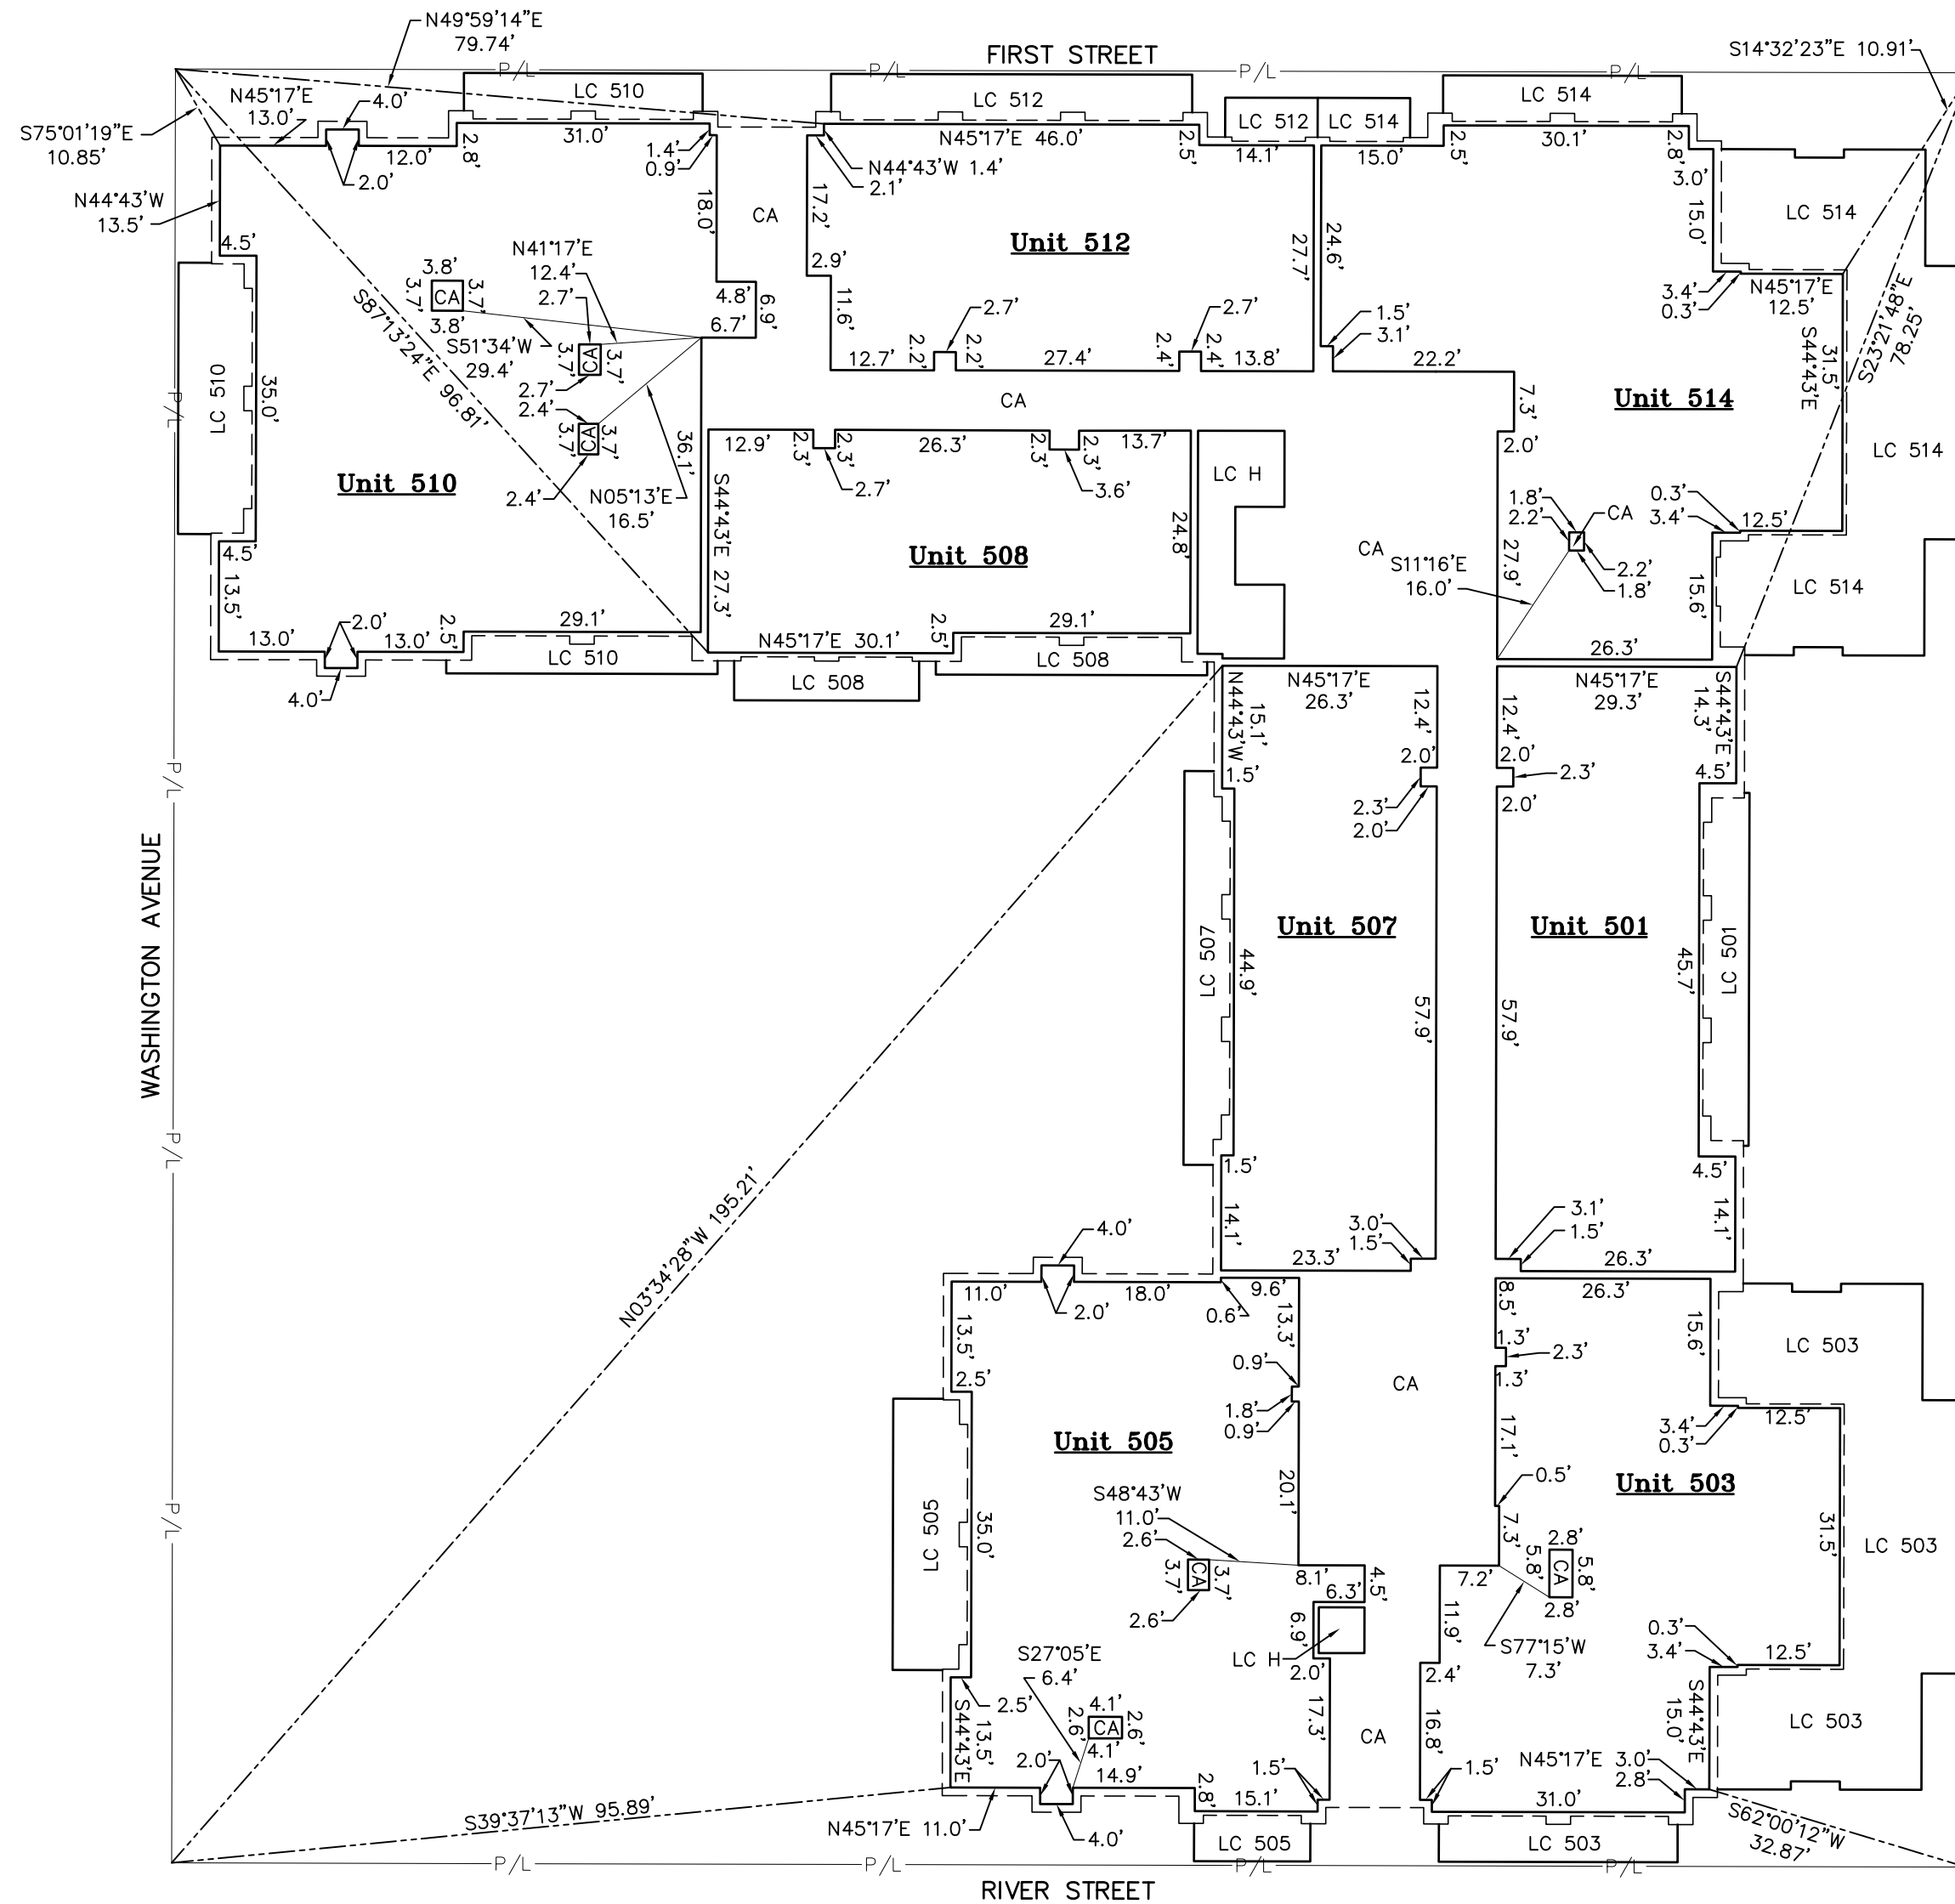 FIRST STREET
N49°59'14"E
79.74'
S14°32'23"E 10.91'
P/L
P/L
P/L
P/L
LC 510
LC 512
LC 514
LC 512
LC 514
S75°01'19"E
10.85'
N45°17'E
13.0'
4.0'
2.0'
12.0'
2.8'
31.0'
1.4'
0.9'
N44°43'W
13.5'
4.5'
18.0'
CA
4.8'
6.9'
6.7'
3.8'
3.7'
CA
3.7'
3.8'
N41°17'E
12.4'
2.7'
CA
3.7'
2.7'
S51°34'W
29.4'
2.4'
3.7'
CA
3.7'
2.4'
N05°13'E
16.5'
36.1'
S87°13'24"E 96.81'
LC 510
35.0'
Unit 510
4.5'
13.5'
13.0'
2.0'
4.0'
13.0'
2.5'
29.1'
LC 510
N45°17'E 46.0'
N44°43'W 1.4'
2.1'
17.2'
2.9'
11.6'
2.5'
14.1'
27.7'
Unit 512
12.7'
2.2'
2.7'
2.2'
27.4'
2.4'
2.7'
2.4'
13.8'
CA
15.0'
2.5'
30.1'
2.8'
3.0'
15.0'
24.6'
1.5'
3.1'
22.2'
7.3'
2.0'
27.9'
3.4'
0.3'
N45°17'E
12.5'
S44°43'E
31.5'
S23°21'48"E
78.25'
LC 514
LC 514
LC 514
Unit 514
0.3'
3.4'
12.5'
15.6'
1.8'
2.2'
CA
2.2'
1.8'
S11°16'E
16.0'
26.3'
12.9'
2.3'
2.3'
2.7'
26.3'
2.3'
2.3'
3.6'
13.7'
S44°43'E 27.3'
24.8'
Unit 508
N45°17'E 30.1'
2.5'
29.1'
LC 508
LC 508
LC H
CA
P/L
P/L
P/L
P/L
WASHINGTON AVENUE
N03°34'28"W 195.21'
N45°17'E
26.3'
N44°43'W
15.1'
1.5'
12.4'
2.0'
2.3'
2.0'
Unit 507
LC 507
44.9'
57.9'
1.5'
14.1'
23.3'
3.0'
1.5'
N45°17'E
29.3'
S44°43'E
14.3'
12.4'
2.0'
2.3'
2.0'
4.5'
Unit 501
LC 501
45.7'
57.9'
4.5'
14.1'
3.1'
1.5'
26.3'
4.0'
11.0'
2.0'
18.0'
0.6'
9.6'
13.3'
13.5'
2.5'
0.9'
1.8'
0.9'
Unit 505
LC 505
35.0'
20.1'
S48°43'W
11.0'
2.6'
3.7'
CA
3.7'
2.6'
8.1'
6.3'
4.5'
6.9'
LC H
2.0'
17.3'
S27°05'E
6.4'
4.1'
2.6'
CA
2.6'
4.1'
2.5'
S44°43'E
13.5'
2.0'
14.9'
2.8'
15.1'
1.5'
4.0'
N45°17'E 11.0'
LC 505
CA
CA
8.5'
26.3'
1.3'
2.3'
1.3'
15.6'
17.1'
0.5'
7.3'
7.2'
3.4'
0.3'
12.5'
LC 503
LC 503
LC 503
Unit 503
31.5'
2.8'
5.8'
CA
5.8'
2.8'
S77°15'W
7.3'
11.9'
2.4'
16.8'
0.3'
3.4'
12.5'
S44°43'E
15.0'
N45°17'E 3.0'
2.8'
1.5'
31.0'
LC 503
S62°00'12"W
32.87'
S39°37'13"W 95.89'
P/L
P/L
P/L
P/L
RIVER STREET